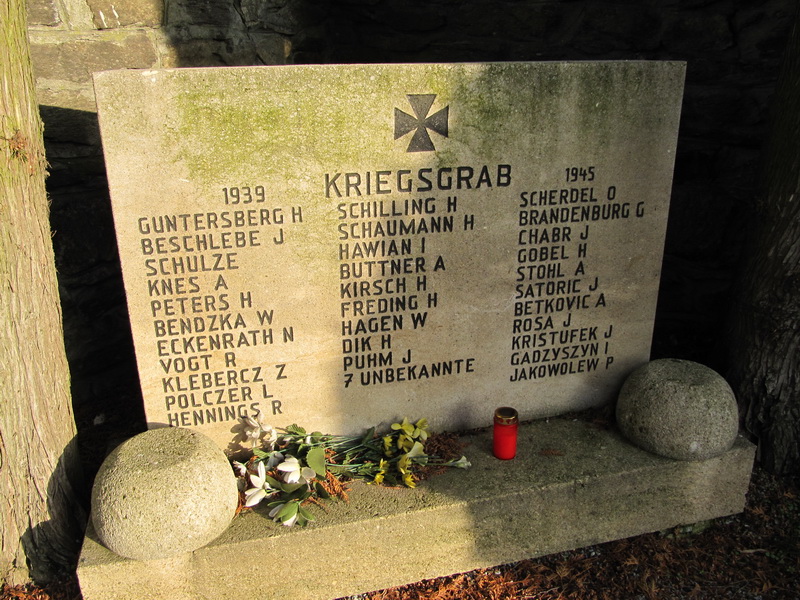 KRIEGSGRAB
1939
GUNTERSBERG H
BESCHLEBE J
SCHULZE
KNES A
PETERS H
BENDZKA W
ECKENRATH N
VOGT R
KLEBERCZ Z
POLCZER L
HENNINGS R
SCHILLING H
SCHAUMANN H
HAWIAN I
BUTTNER A
KIRSCH H
FREDING H
HAGEN W
DIK H
PUHM J
7 UNBEKANNTE
1945
SCHERDEL O
BRANDENBURG G
CHABR J
GOBEL H
STOHL A
SATORIC J
BETKOVIC A
ROSA J
KRISTUFEK J
GADZYSZYN I
JAKOWOLEW P